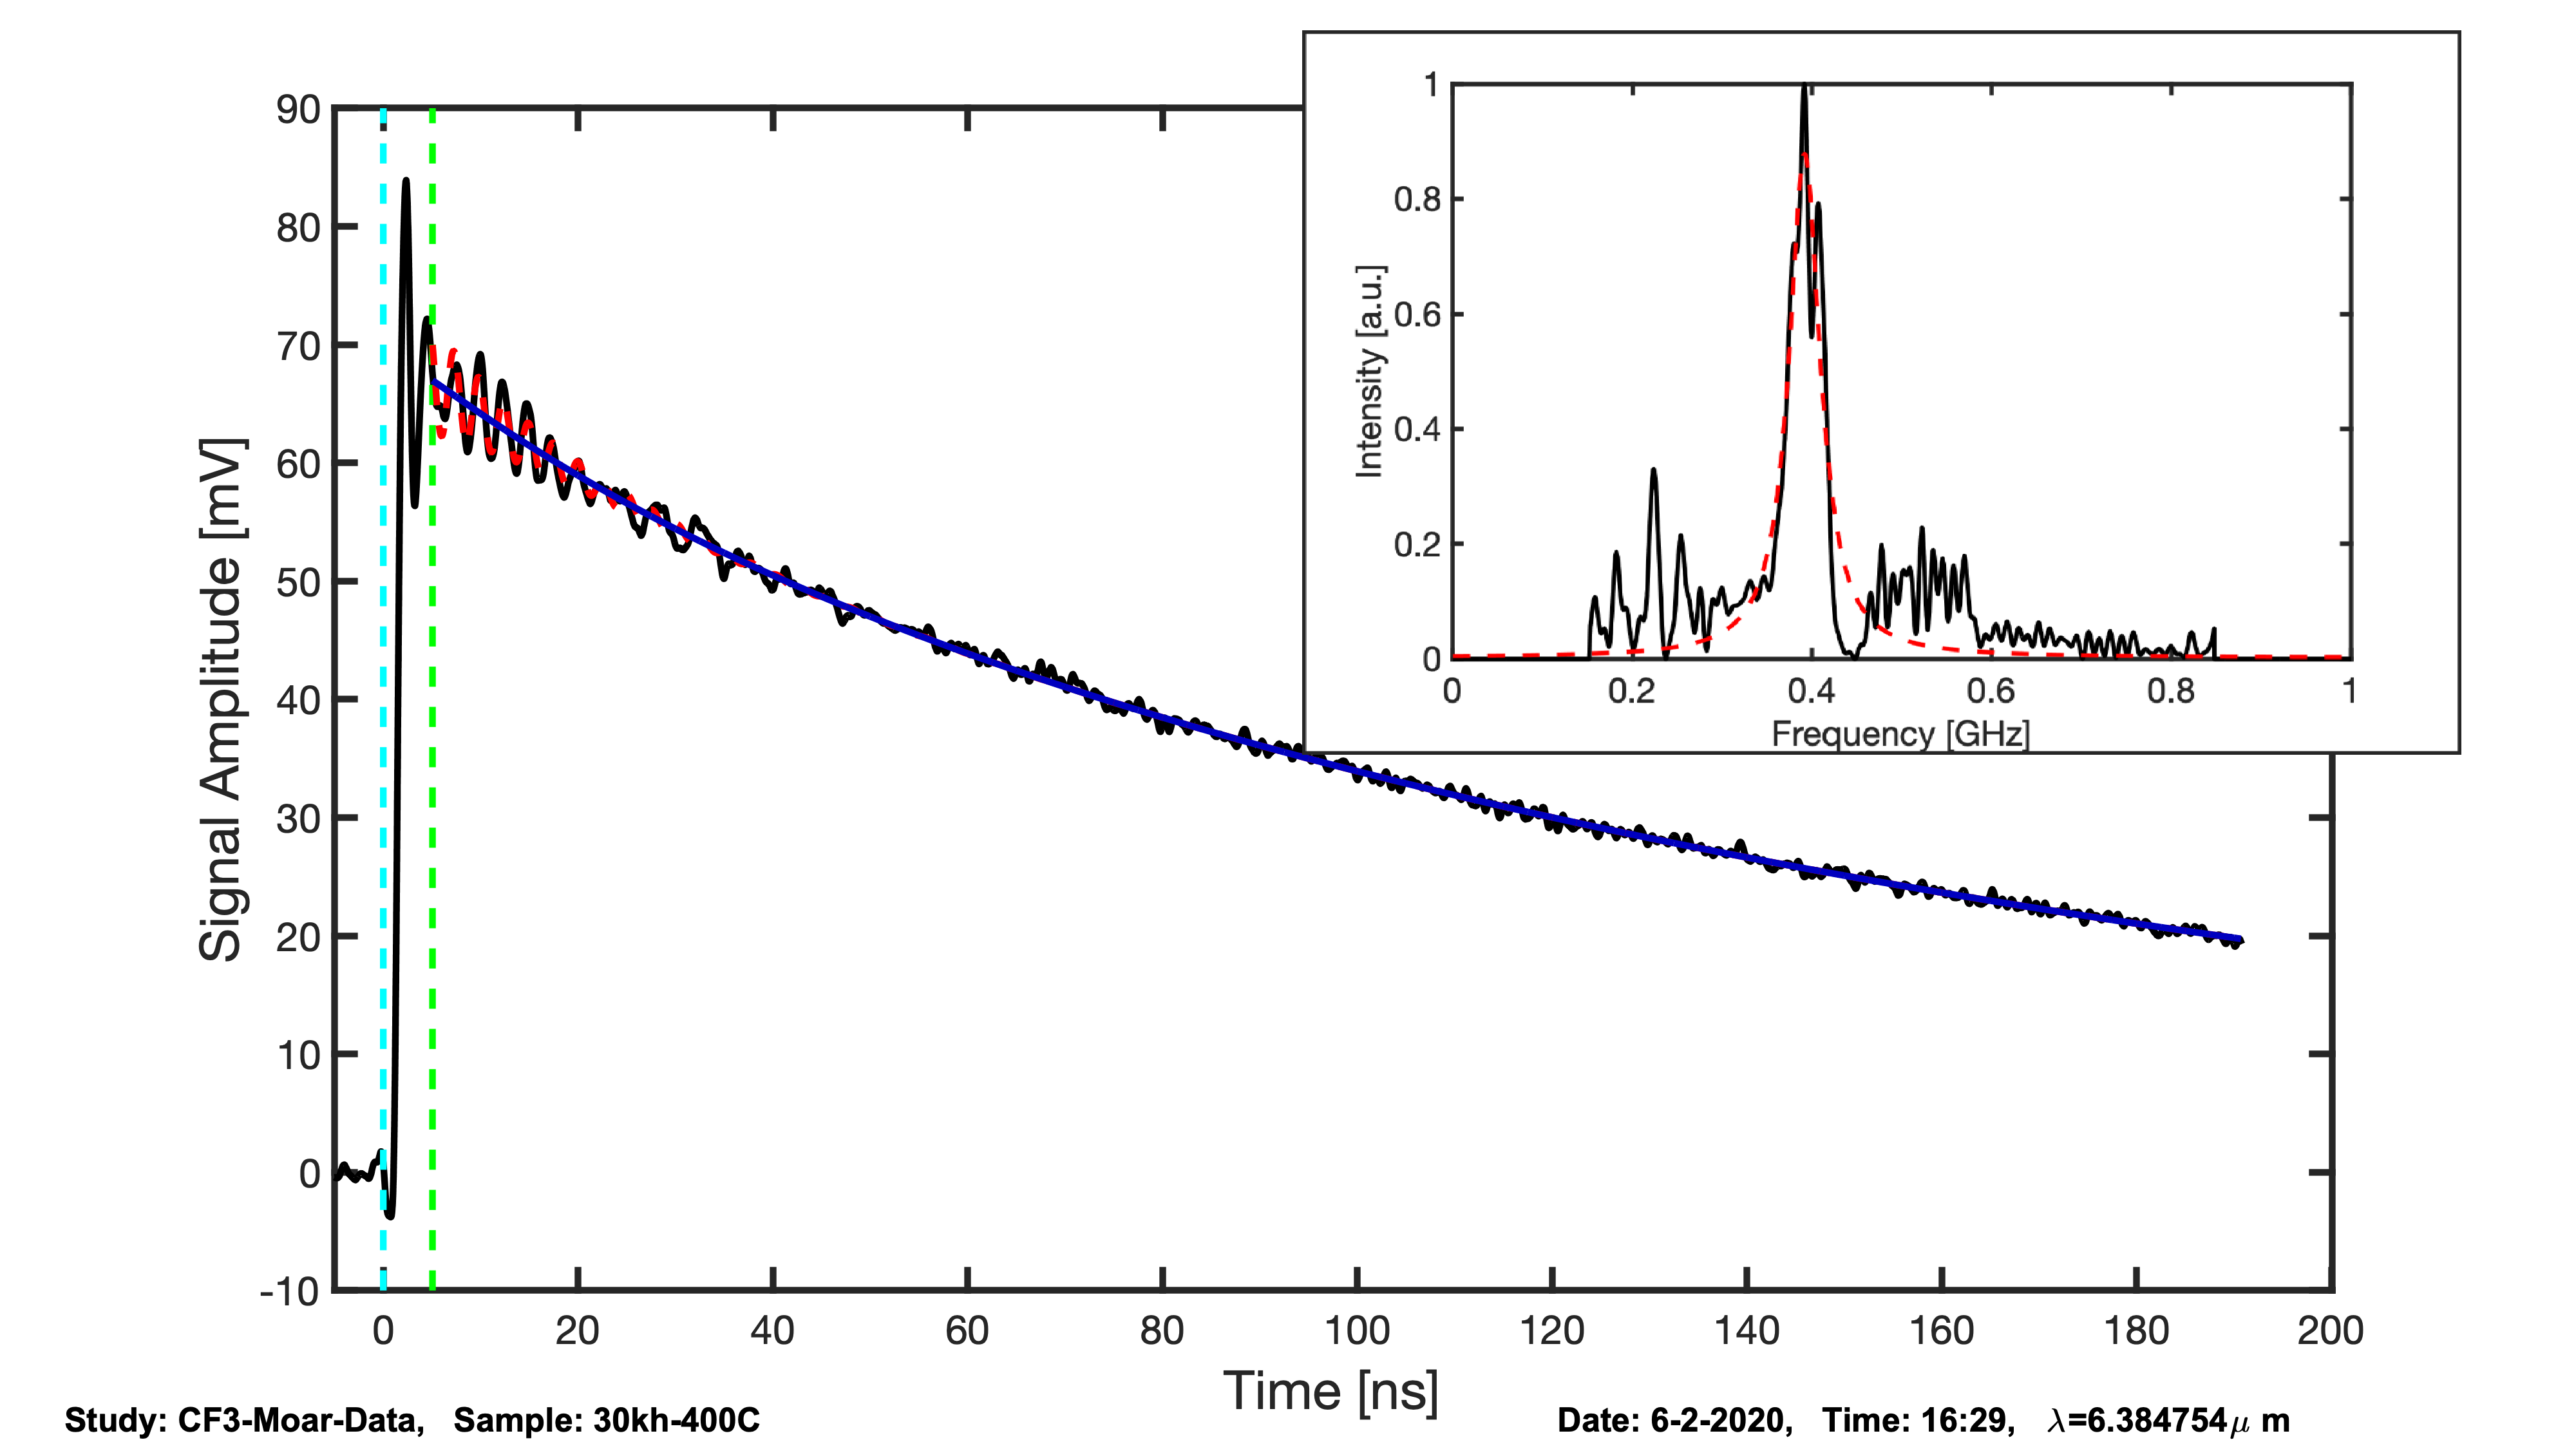 1
0.8
0.6
0.4
0.2
0
Intensity [a.u.]
0 0.2 0.4 0.6 0.8 1
Frequency [GHz]
90
80
70
60
50
40
30
20
10
0
-10
Signal Amplitude [mV]
0 20 40 60 80 100 120 140 160 180 200
Time [ns]
Study: CF3-Moar-Data, Sample: 30kh-400C
Date: 6-2-2020, Time: 16:29, λ=6.384754μ m